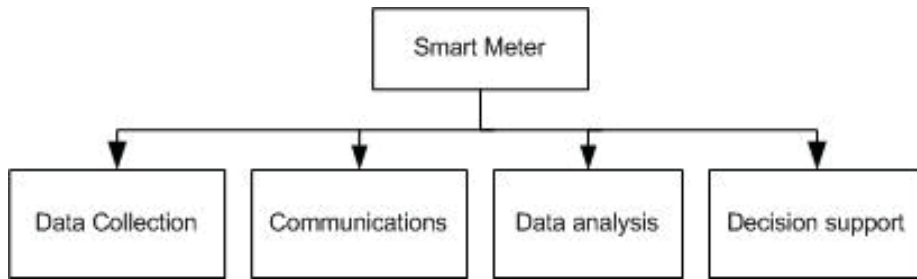 Smart Meter
Data Collection
Communications
Data analysis
Decision support